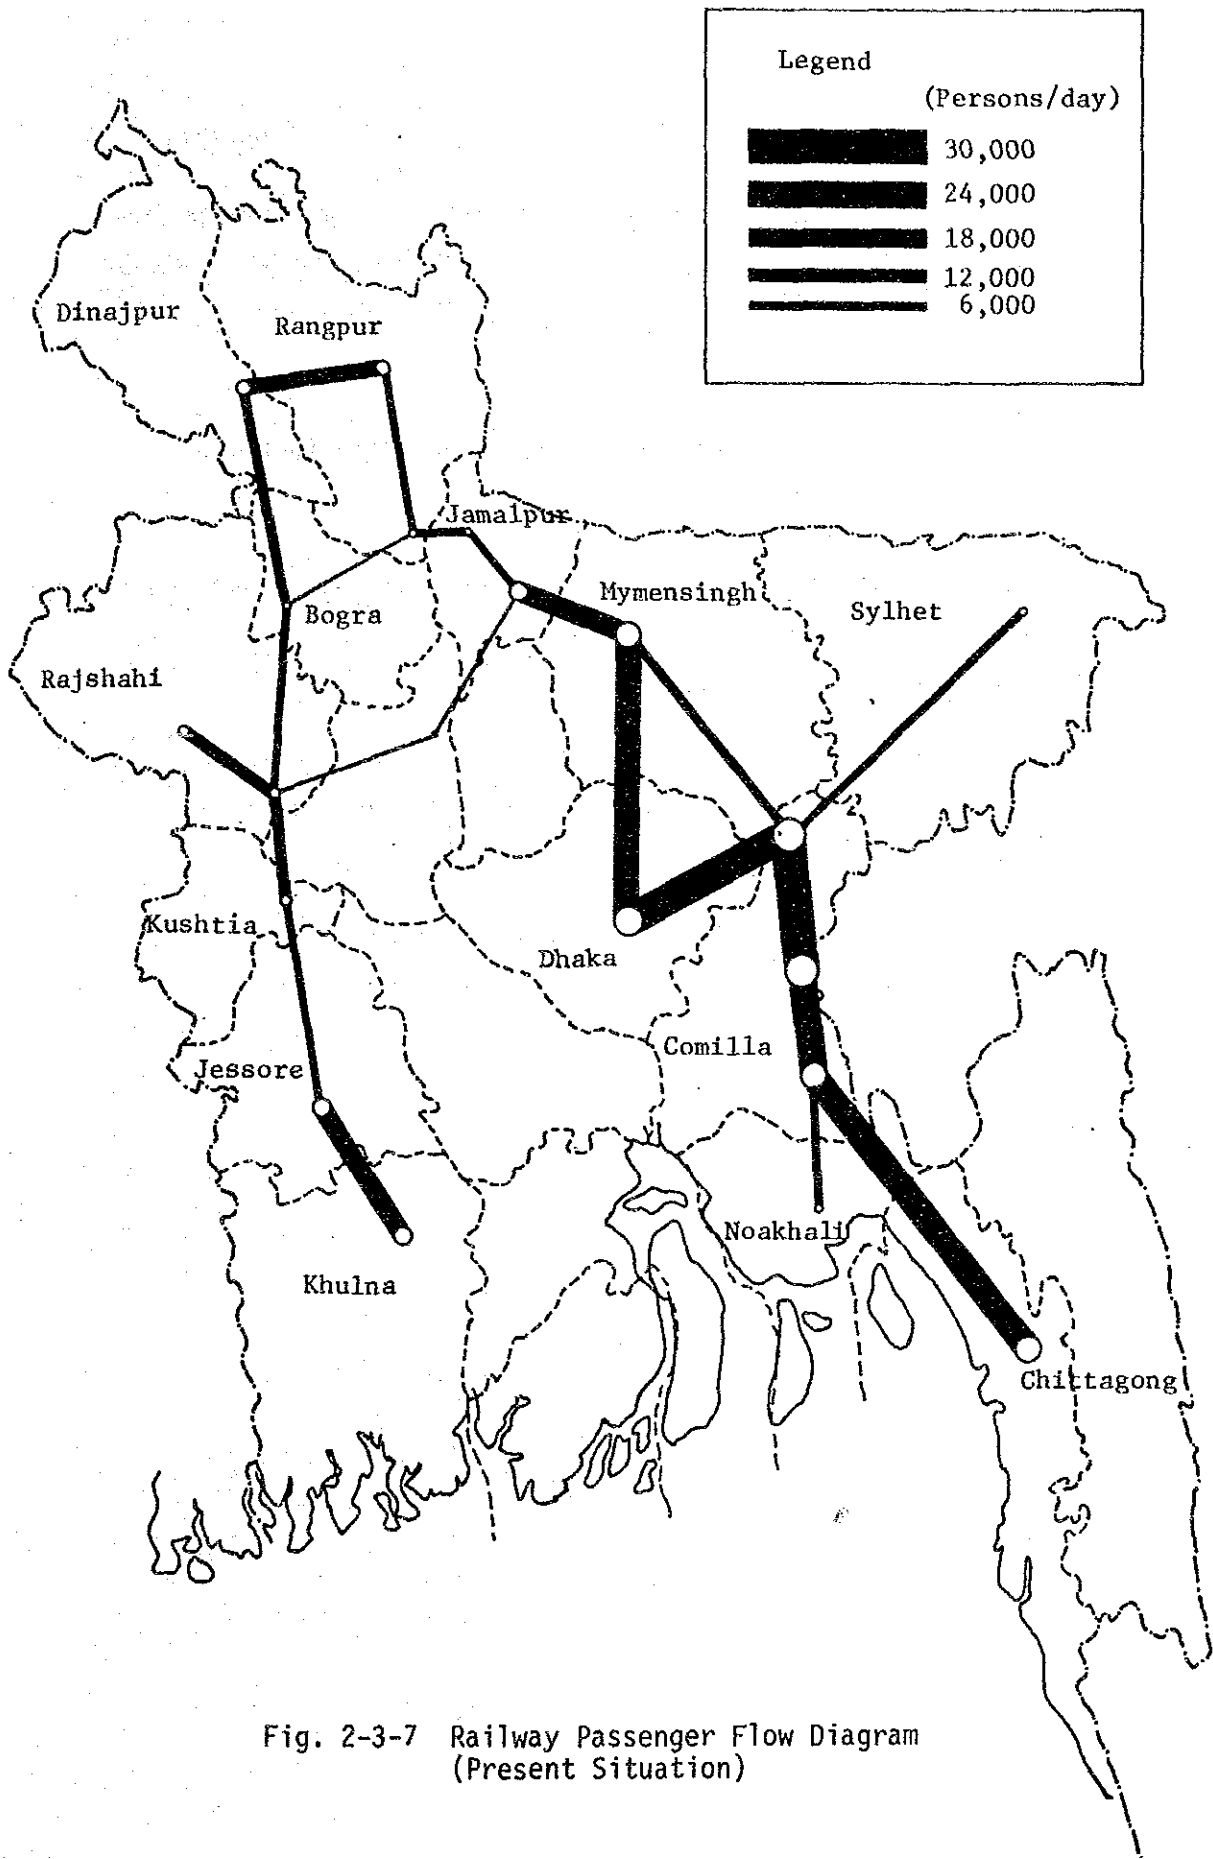 Legend
(Persons/day)
30,000
24,000
18,000
12,000
6,000
Dinajpur
Rangpur
Jamalpur
Mymensingh
Bogra
Sylhet
Rajshahi
Kushtia
Dhaka
Comilla
Jessore
Noakhali
Khulna
Chittagong
Fig. 2-3-7 Railway Passenger Flow Diagram
(Present Situation)